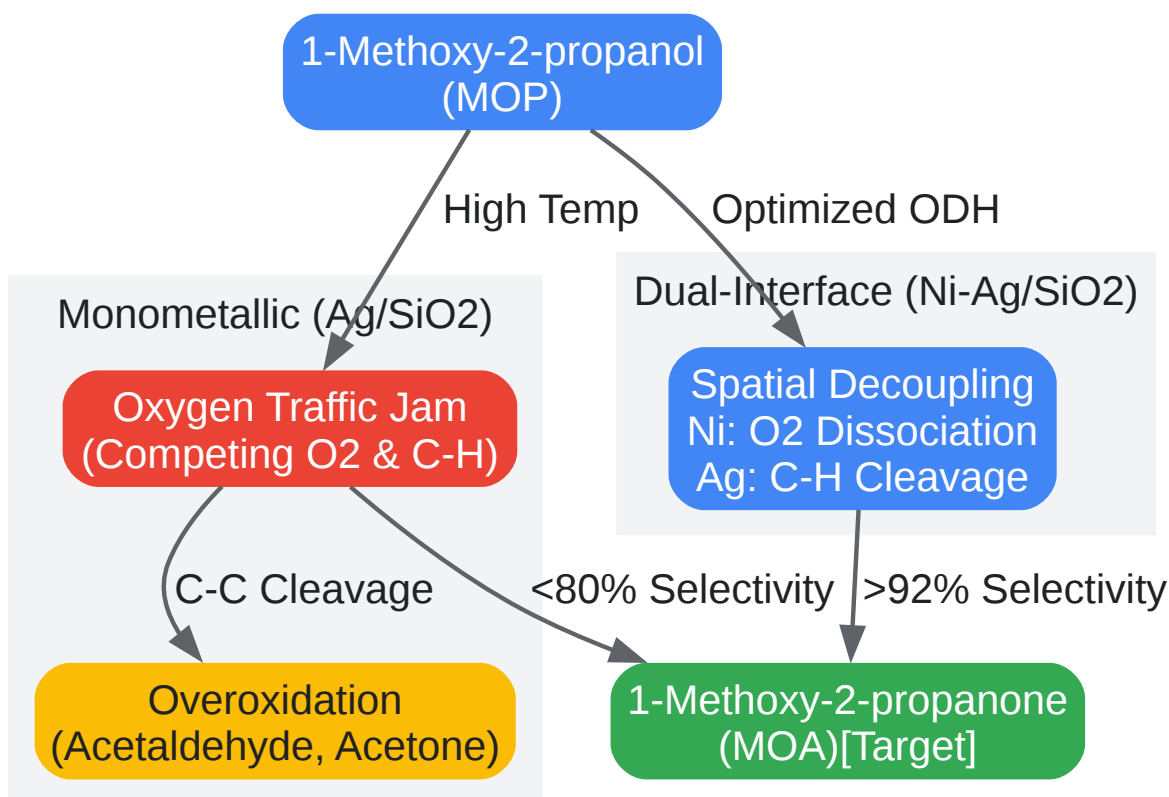 1-Methoxy-2-propanol
(MOP)
High Temp
Optimized ODH
Monometallic (Ag/SiO2)
Dual-Interface (Ni-Ag/SiO2)
Oxygen Traffic Jam
(Competing O2 & C-H)
Spatial Decoupling
Ni: O2 Dissociation
Ag: C-H Cleavage
C-C Cleavage
<80% Selectivity
>92% Selectivity
Overoxidation
(Acetaldehyde, Acetone)
1-Methoxy-2-propanone
(MOA)[Target]